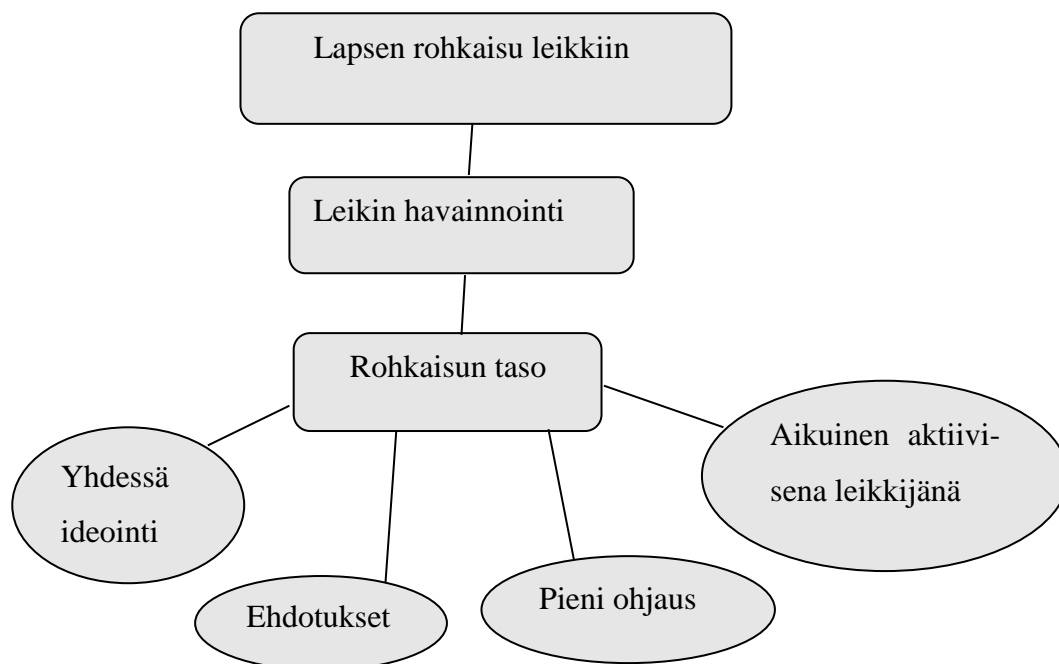 Lapsen rohkaisu leikkiin
Leikin havainnointi
Rohkaisun taso
Yhdessä
ideointi
Ehdotukset
Pieni ohjaus
Aikuinen aktiivi-
sena leikkijänä